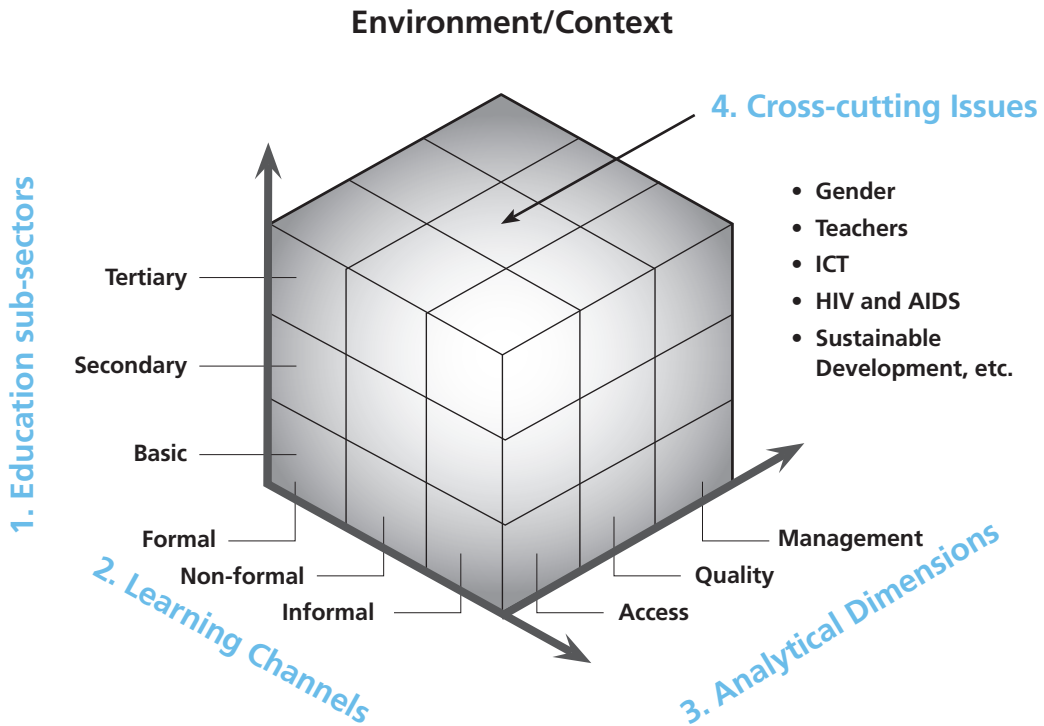 Environment/Context
4. Cross-cutting Issues
• Gender
• Teachers
• ICT
• HIV and AIDS
• Sustainable
Development, etc.
1. Education sub-sectors
Tertiary
Secondary
Basic
Formal
Non-formal
Informal
2. Learning Channels
Management
Quality
Access
3. Analytical Dimensions